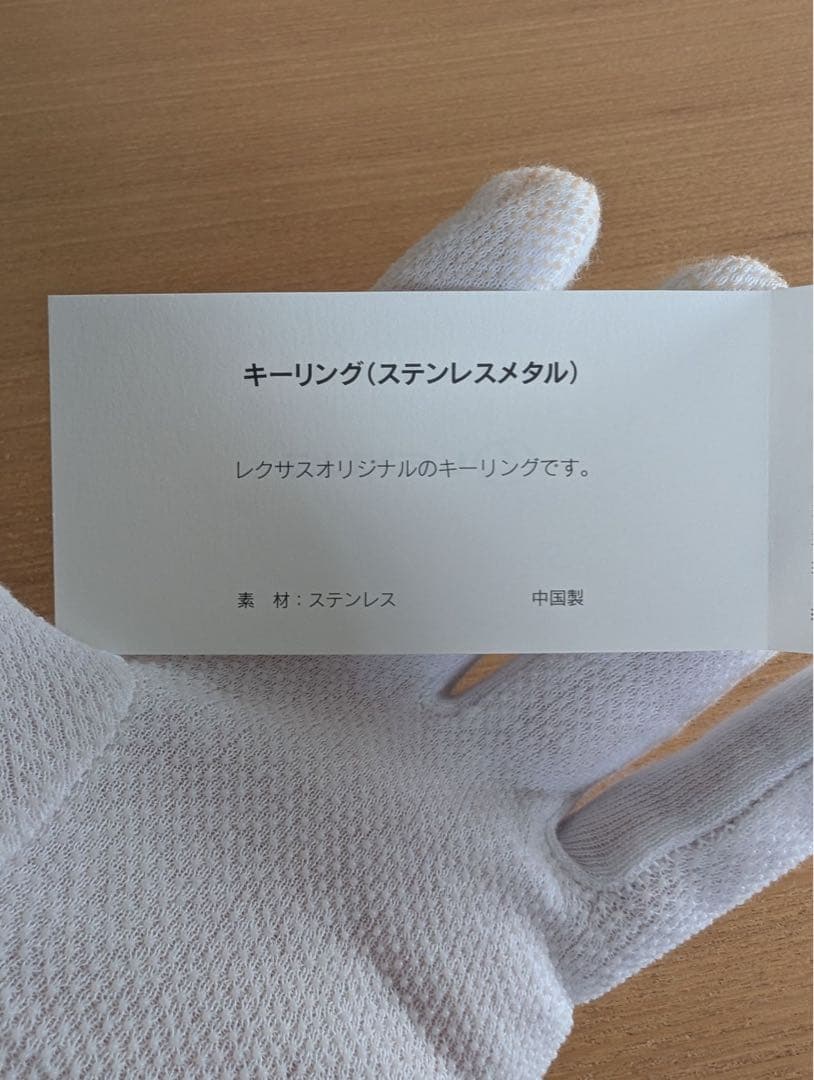 キーリング(ステンレスメタル)
レクサスオリジナルのキーリングです。
素　材：ステンレス　中国製